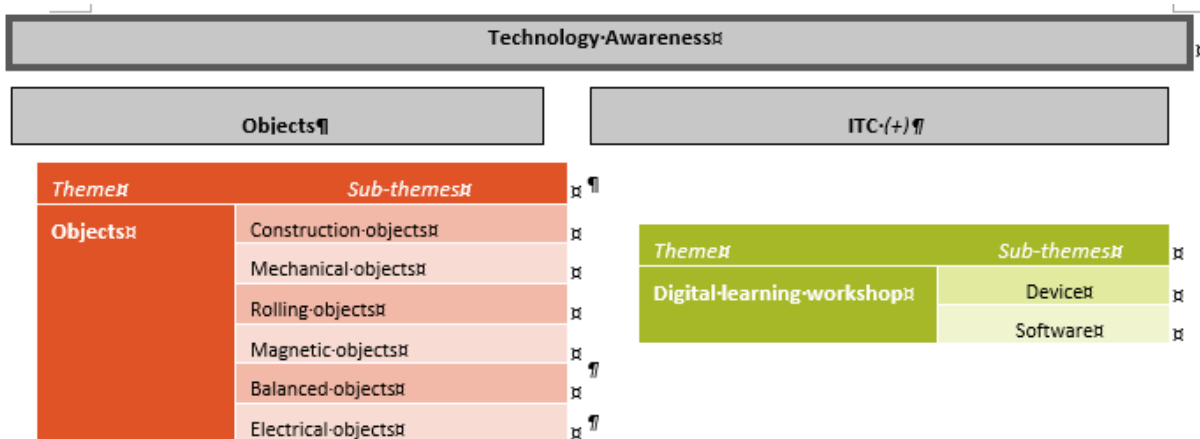 Technology·Awareness¤
Objects¶
ITC·(+)¶
Theme¤ Sub-themes¤ ¤ ¶
Objects¤ Construction·objects¤ ¤
Mechanical·objects¤ ¤
Rolling·objects¤ ¤
Magnetic·objects¤ ¤ ¶
Balanced·objects¤ ¤
Electrical·objects¤ ¤ ¶
Theme¤ Sub-themes¤ ¤
Digital·learning·workshop¤ Device¤ ¤
Software¤ ¤